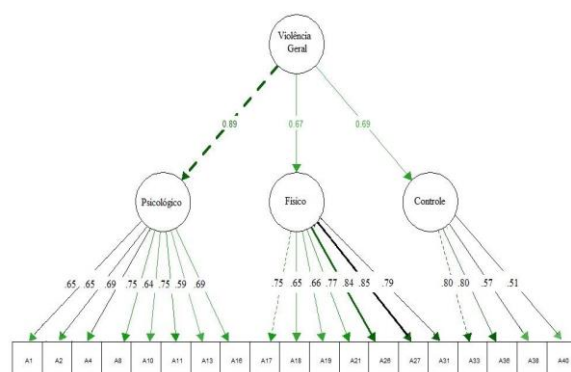 Violência
Geral
0.89 0.67 0.69
Psicológico Físico Controle
.65 .65 .69 .75 .64 .75 .59 .69 .75 .65 .66 .77 .84 .85 .79 .80 .80 .57 .51
A1 A2 A4 A8 A10 A11 A13 A16 A17 A18 A19 A21 A26 A27 A31 A33 A36 A38 A40